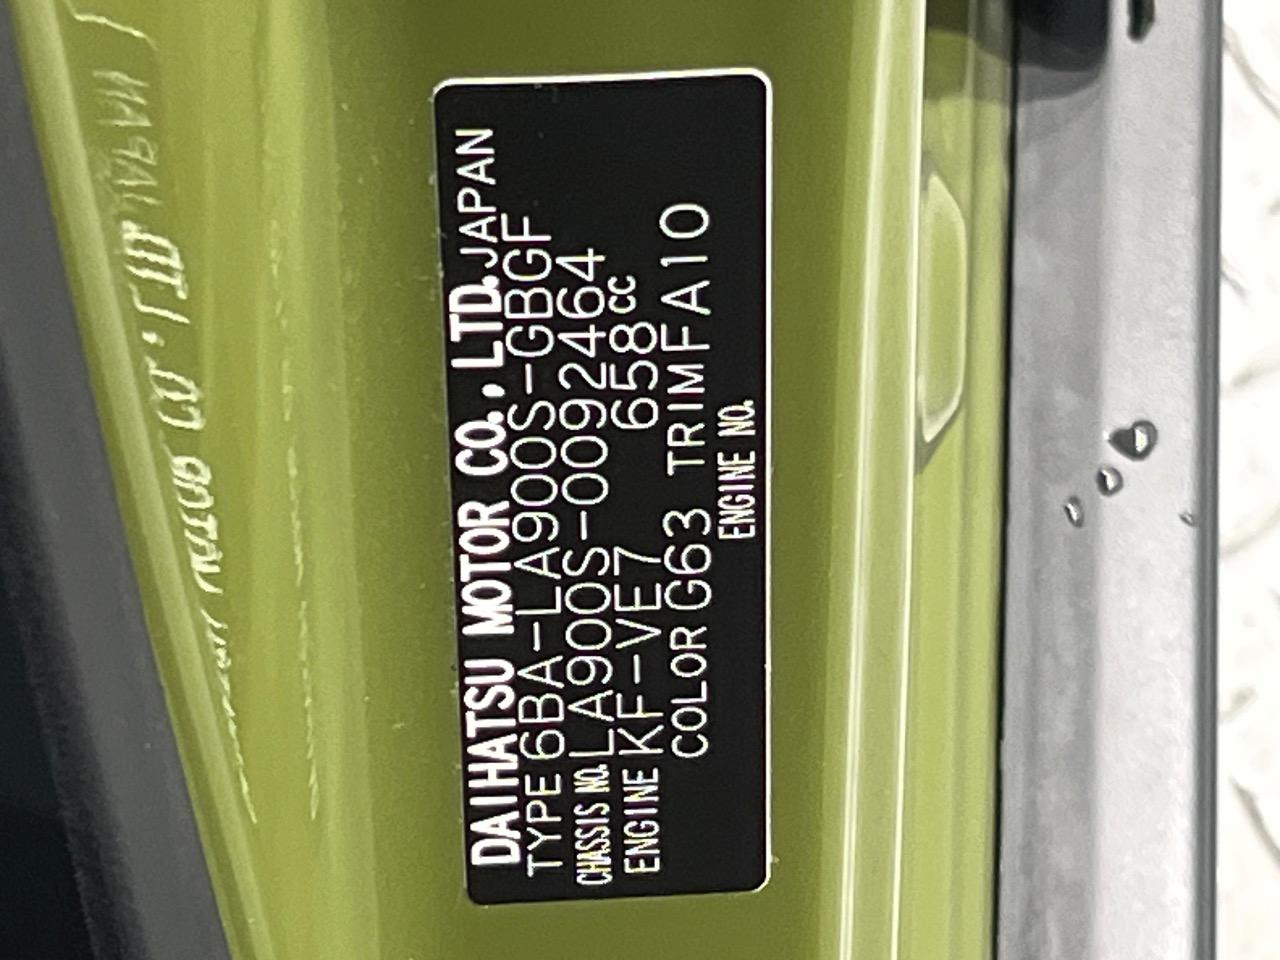 DAIHATSU MOTOR CO., LTD. JAPAN
TYPE 6BA-LA900S-GBGF
CHASSIS NO. LA900S-0092464
ENGINE KF-VE7 658cc
COLOR G63 TRIM FA10
ENGINE NO.